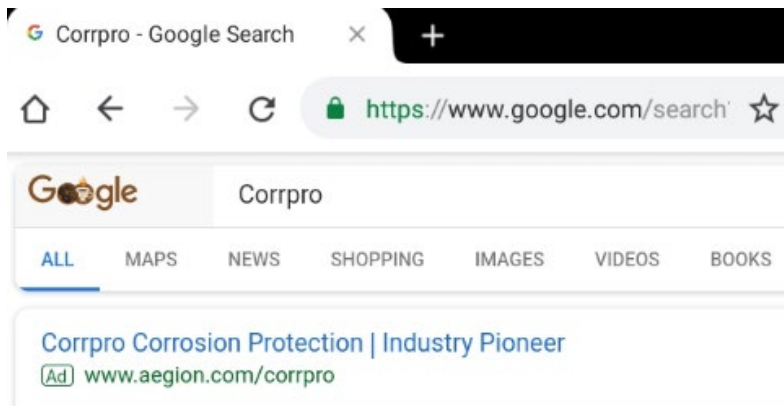 Corrpro - Google Search
https://www.google.com/search
Google Corrpro
ALL MAPS NEWS SHOPPING IMAGES VIDEOS BOOKS
Corrpro Corrosion Protection | Industry Pioneer
Ad www.aegion.com/corrpro